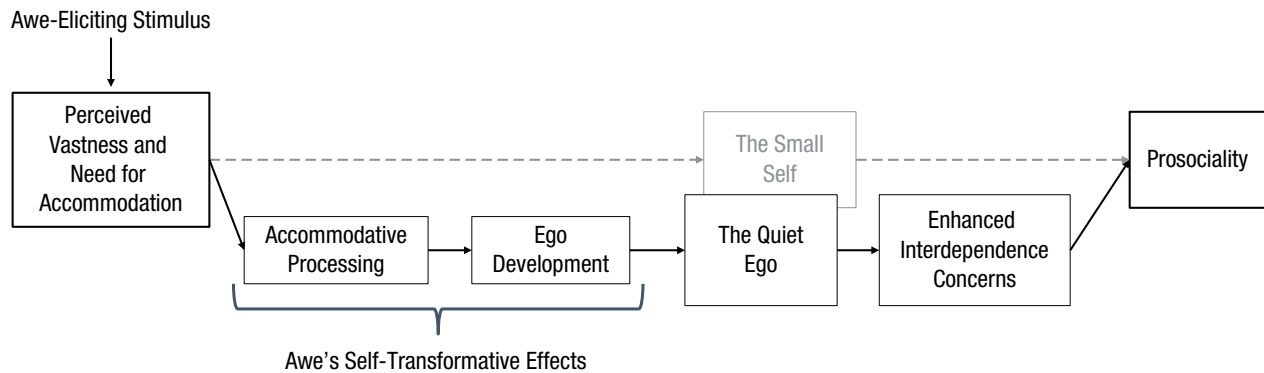 Awe-Eliciting Stimulus
Perceived
Vastness and
Need for
Accommodation
The Small
Self
Prosociality
Accommodative
Processing
Ego
Development
The Quiet
Ego
Enhanced
Interdependence
Concerns
Awe’s Self-Transformative Effects